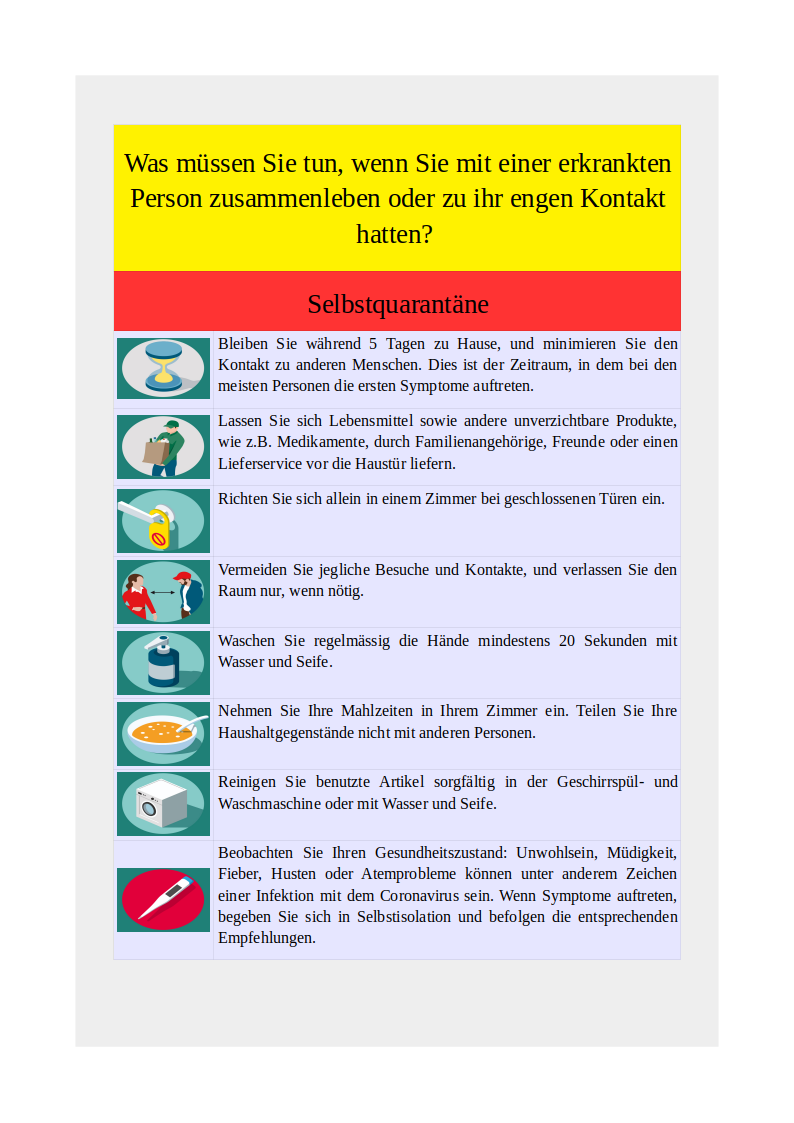 Was müssen Sie tun, wenn Sie mit einer erkrankten
Person zusammenleben oder zu ihr engen Kontakt
hatten?
Selbstquarantäne
Bleiben Sie während 5 Tagen zu Hause, und minimieren Sie den
Kontakt zu anderen Menschen. Dies ist der Zeitraum, in dem bei den
meisten Personen die ersten Symptome auftreten.
Lassen Sie sich Lebensmittel sowie andere unverzichtbare Produkte,
wie z.B. Medikamente, durch Familienangehörige, Freunde oder einen
Lieferservice vor die Haustür liefern.
Richten Sie sich allein in einem Zimmer bei geschlossenen Türen ein.
Vermeiden Sie jegliche Besuche und Kontakte, und verlassen Sie den
Raum nur, wenn nötig.
Waschen Sie regelmässig die Hände mindestens 20 Sekunden mit
Wasser und Seife.
Nehmen Sie Ihre Mahlzeiten in Ihrem Zimmer ein. Teilen Sie Ihre
Haushaltgegenstände nicht mit anderen Personen.
Reinigen Sie benutzte Artikel sorgfältig in der Geschirrspül- und
Waschmaschine oder mit Wasser und Seife.
Beobachten Sie Ihren Gesundheitszustand: Unwohlsein, Müdigkeit,
Fieber, Husten oder Atemprobleme können unter anderem Zeichen
einer Infektion mit dem Coronavirus sein. Wenn Symptome auftreten,
begeben Sie sich in Selbstisolation und befolgen die entsprechenden
Empfehlungen.